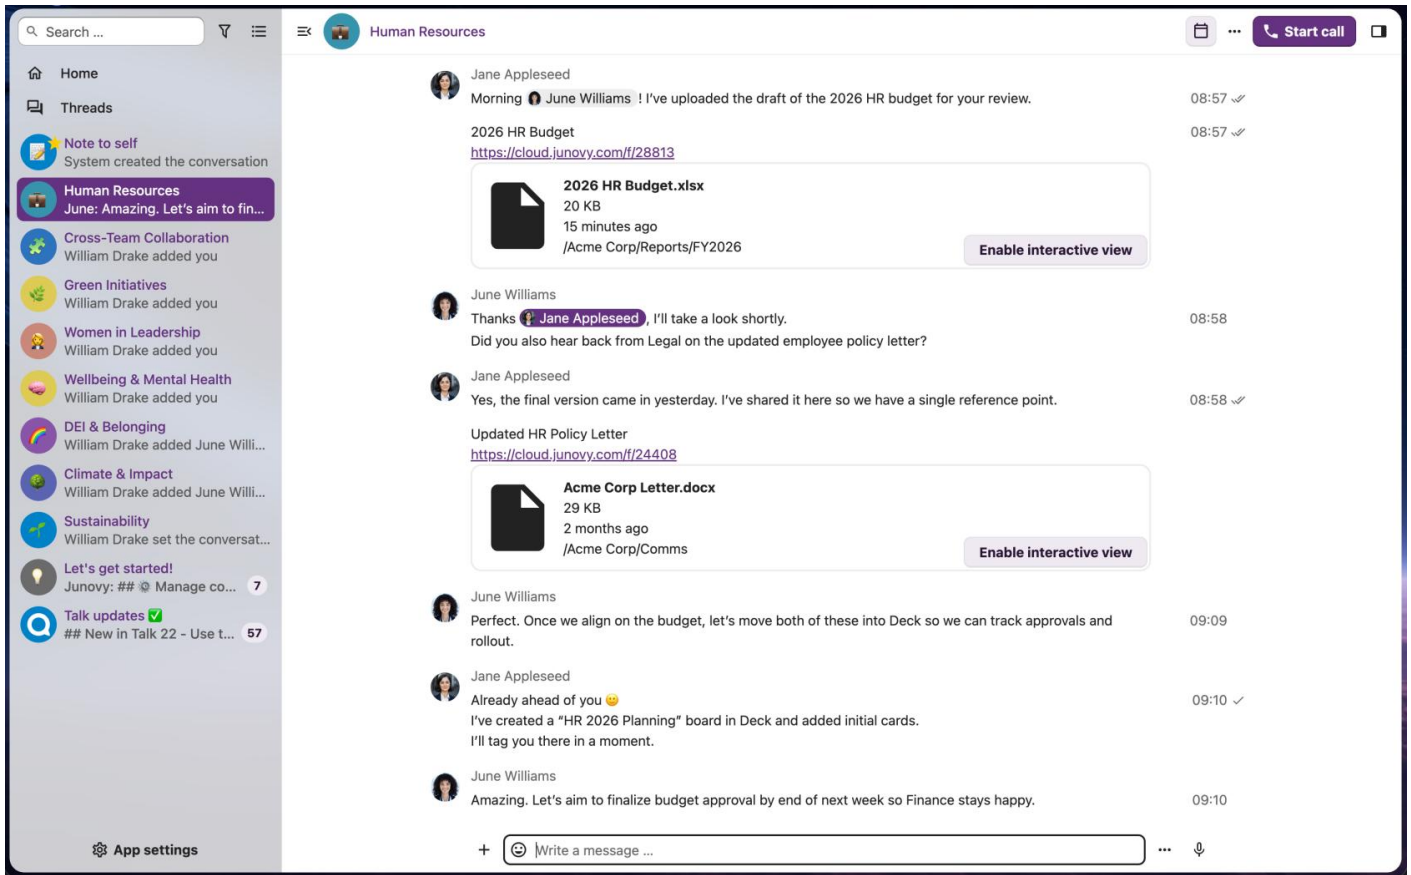 Search ...
Home
Threads
Note to self
System created the conversation
Human Resources
June: Amazing. Let’s aim to fin...
Cross-Team Collaboration
William Drake added you
Green Initiatives
William Drake added you
Women in Leadership
William Drake added you
Wellbeing & Mental Health
William Drake added you
DEI & Belonging
William Drake added June Willi...
Climate & Impact
William Drake added June Willi...
Sustainability
William Drake set the conversat...
Let's get started!
Junovy: ## ⚙️ Manage co... 7
Talk updates ✅
## New in Talk 22 - Use t... 57
App settings
Human Resources
Start call
Jane Appleseed
Morning June Williams ! I’ve uploaded the draft of the 2026 HR budget for your review. 08:57
2026 HR Budget 08:57
https://cloud.junovy.com/f/28813
2026 HR Budget.xlsx
20 KB
15 minutes ago
/Acme Corp/Reports/FY2026
Enable interactive view
June Williams
Thanks Jane Appleseed , I’ll take a look shortly. 08:58
Did you also hear back from Legal on the updated employee policy letter?
Jane Appleseed
Yes, the final version came in yesterday. I’ve shared it here so we have a single reference point. 08:58
Updated HR Policy Letter
https://cloud.junovy.com/f/24408
Acme Corp Letter.docx
29 KB
2 months ago
/Acme Corp/Comms
Enable interactive view
June Williams
Perfect. Once we align on the budget, let’s move both of these into Deck so we can track approvals and 09:09
rollout.
Jane Appleseed
Already ahead of you 🙂 09:10
I’ve created a “HR 2026 Planning” board in Deck and added initial cards.
I’ll tag you there in a moment.
June Williams
Amazing. Let’s aim to finalize budget approval by end of next week so Finance stays happy. 09:10
Write a message ...